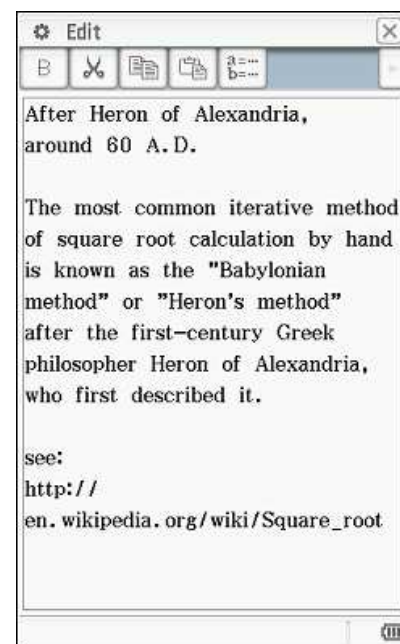 Edit
B
a=--
b=--
After Heron of Alexandria,
around 60 A.D.
The most common iterative method
of square root calculation by hand
is known as the "Babylonian
method" or "Heron's method"
after the first-century Greek
philosopher Heron of Alexandria,
who first described it.
see:
http://
en.wikipedia.org/wiki/Square_root